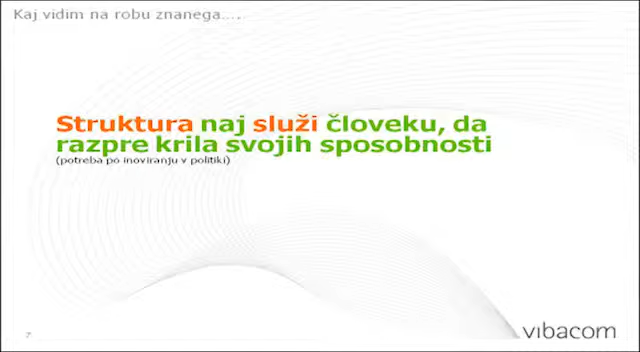 Kaj vidim na robu znanega....
Struktura naj služi človeku, da
razpre krila svojih sposobnosti
(potreba po inoviranju v politiki)
7
vibacom